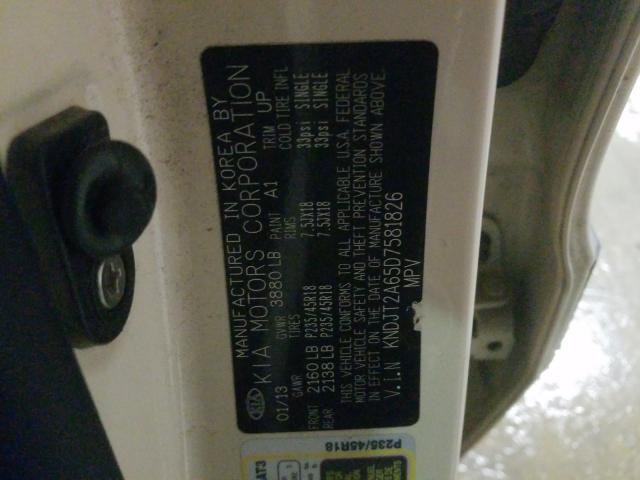 MANUFACTURED IN KOREA BY
KIA KIA MOTORS CORPORATION
01/13 GVWR 3880 LB PAINT A1 TRIM UP
GAWR TIRES RIMS COLD TIRE INFL
FRONT 2160 LB P235/45R18 7.5JX18 33psi SINGLE
REAR 2138 LB P235/45R18 7.5JX18 33psi SINGLE
THIS VEHICLE CONFORMS TO ALL APPLICABLE U.S.A. FEDERAL
MOTOR VEHICLE SAFETY AND THEFT PREVENTION STANDARDS
IN EFFECT ON THE DATE OF MANUFACTURE SHOWN ABOVE.
V.I.N KNDJT2A65D7581826
MPV
P235/45R18